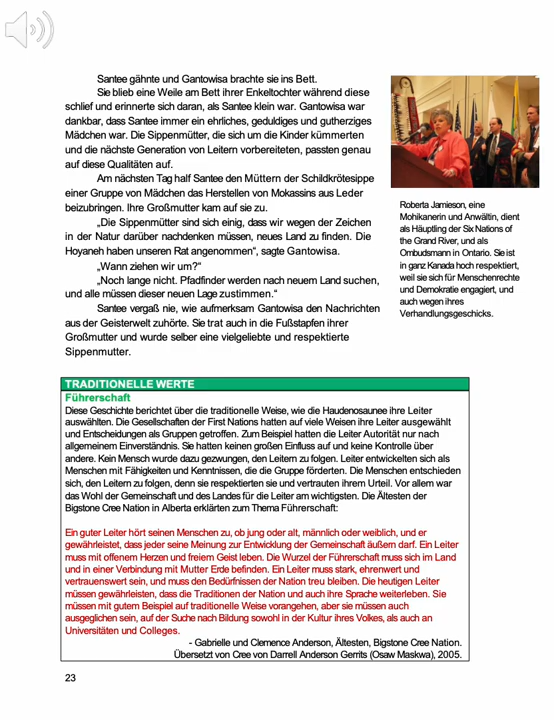 Santee gähnte und Gantowisa brachte sie ins Bett.
Sie blieb eine Weile am Bett ihrer Enkeltochter während diese
schlief und erinnerte sich daran, als Santee klein war. Gantowisa war
dankbar, dass Santee immer ein ehrliches, geduldiges und gutherziges
Mädchen war. Die Sippenmütter, die sich um die Kinder kümmerten
und die nächste Generation von Leitern vorbereiteten, passten genau
auf diese Qualitäten auf.
Am nächsten Tag half Santee den Müttern der Schildkrötesippe
einer Gruppe von Mädchen das Herstellen von Mokassins aus Leder
beizubringen. Ihre Großmutter kam auf sie zu.
„Die Sippenmütter sind sich einig, dass wir wegen der Zeichen
in der Natur darüber nachdenken müssen, neues Land zu finden. Die
Hoyaneh haben unseren Rat angenommen“, sagte Gantowisa.
„Wann ziehen wir um?“
„Noch lange nicht. Pfadfinder werden nach neuem Land suchen,
und alle müssen dieser neuen Lage zustimmen.“
Santee vergaß nie, wie aufmerksam Gantowisa den Nachrichten
aus der Geisterwelt zuhörte. Sie trat auch in die Fußstapfen ihrer
Großmutter und wurde selber eine vielgeliebte und respektierte
Sippenmutter.
Roberta Jamieson, eine
Mohikanerin und Anwältin, dient
als Häuptling der Six Nations of
the Grand River, und als
Ombudsmann in Ontario. Sie ist
in ganz Kanada hoch respektiert,
weil sie sich für Menschenrechte
und Demokratie engagiert, und
auch wegen ihres
Verhandlungsgeschicks.
TRADITIONELLE WERTE
Führerschaft
Diese Geschichte berichtet über die traditionelle Weise, wie die Haudenosaunee ihre Leiter
auswählten. Die Gesellschaften der First Nations hatten auf viele Weisen ihre Leiter ausgewählt
und Entscheidungen als Gruppen getroffen. Zum Beispiel hatten die Leiter Autorität nur nach
allgemeinem Einverständnis. Sie hatten keinen großen Einfluss auf und keine Kontrolle über
andere. Kein Mensch wurde dazu gezwungen, den Leitern zu folgen. Leiter entwickelten sich als
Menschen mit Fähigkeiten und Kenntnissen, die die Gruppe förderten. Die Menschen entschieden
sich, den Leitern zu folgen, denn sie respektierten sie und vertrauten ihrem Urteil. Vor allem war
das Wohl der Gemeinschaft und des Landes für die Leiter am wichtigsten. Die Ältesten der
Bigstone Cree Nation in Alberta erklärten zum Thema Führerschaft:
Ein guter Leiter hört seinen Menschen zu, ob jung oder alt, männlich oder weiblich, und er
gewährleistet, dass jeder seine Meinung zur Entwicklung der Gemeinschaft äußern darf. Ein Leiter
muss mit offenem Herzen und freiem Geist leben. Die Wurzel der Führerschaft muss sich im Land
und in einer Verbindung mit Mutter Erde befinden. Ein Leiter muss stark, ehrenwert und
vertrauenswert sein, und muss den Bedürfnissen der Nation treu bleiben. Die heutigen Leiter
müssen gewährleisten, dass die Traditionen der Nation und auch ihre Sprache weiterleben. Sie
müssen mit gutem Beispiel auf traditionelle Weise vorangehen, aber sie müssen auch
ausgeglichen sein, auf der Suche nach Bildung sowohl in der Kultur ihres Volkes, als auch an
Universitäten und Colleges.
- Gabrielle und Clemence Anderson, Ältesten, Bigstone Cree Nation.
Übersetzt von Cree von Darrell Anderson Gerrits (Osaw Maskwa), 2005.
23